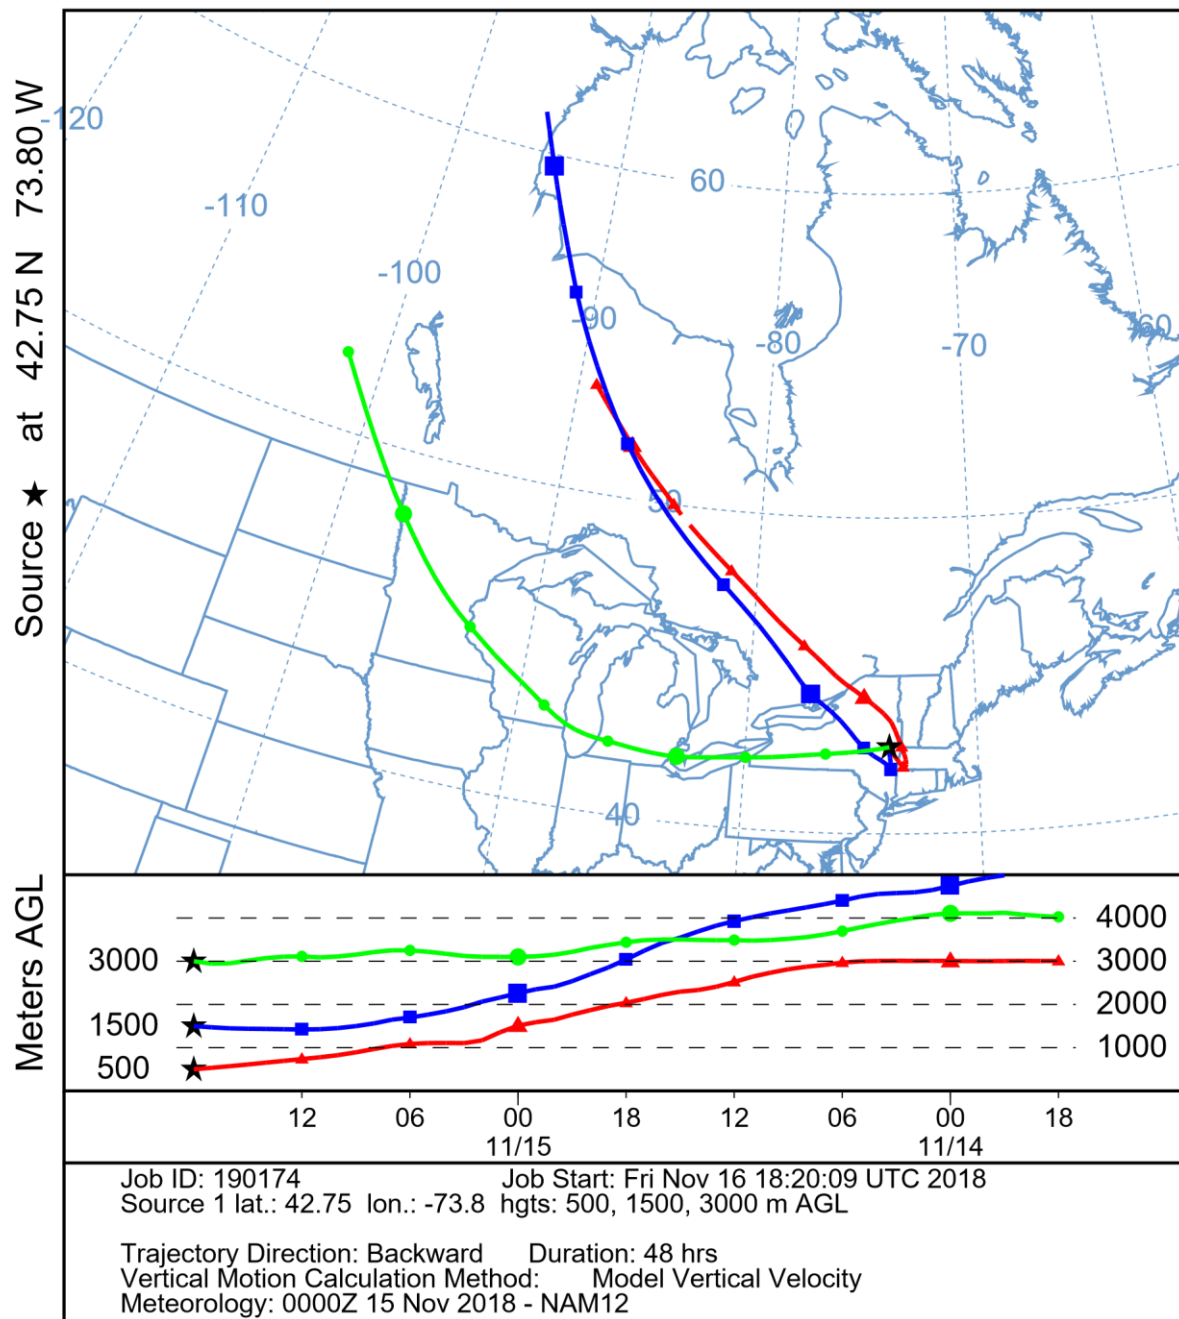 Source ★ at 42.75 N 73.80 W
-120
-110
-100
-90
-80
-70
-60
60
50
40
Meters AGL
3000
1500
500
4000
3000
2000
1000
12 06 00 18 12 06 00 18
11/15 11/14
Job ID: 190174 Job Start: Fri Nov 16 18:20:09 UTC 2018
Source 1 lat.: 42.75 lon.: -73.8 hgts: 500, 1500, 3000 m AGL
Trajectory Direction: Backward Duration: 48 hrs
Vertical Motion Calculation Method: Model Vertical Velocity
Meteorology: 0000Z 15 Nov 2018 - NAM12